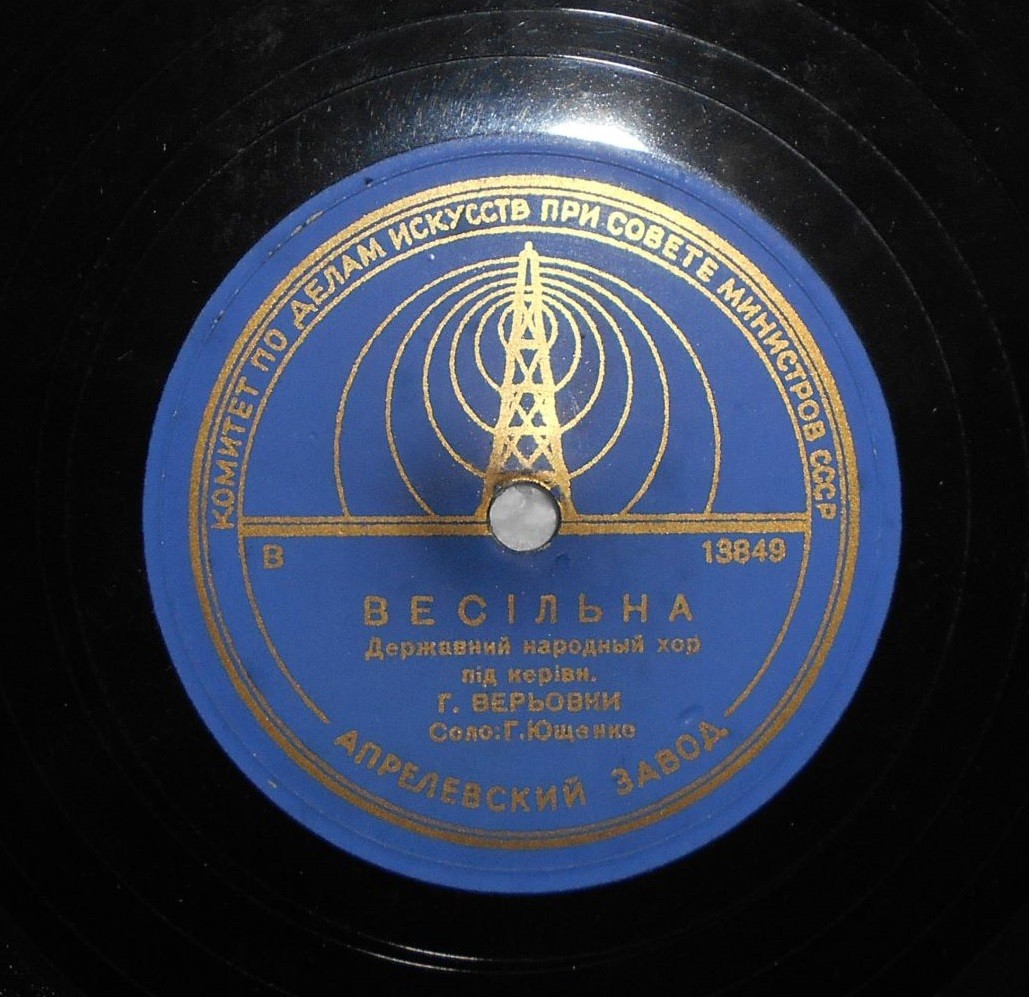 КОМИТЕТ ПО ДЕЛАМ ИСКУССТВ ПРИ СОВЕТЕ МИНИСТРОВ СССР
В 13849
ВЕСІЛЬНА
Державний народный хор
під керівн.
Г. ВЕРЬОВКИ
Соло: Г. Ющенко
АПРЕЛЕВСКИЙ ЗАВОД